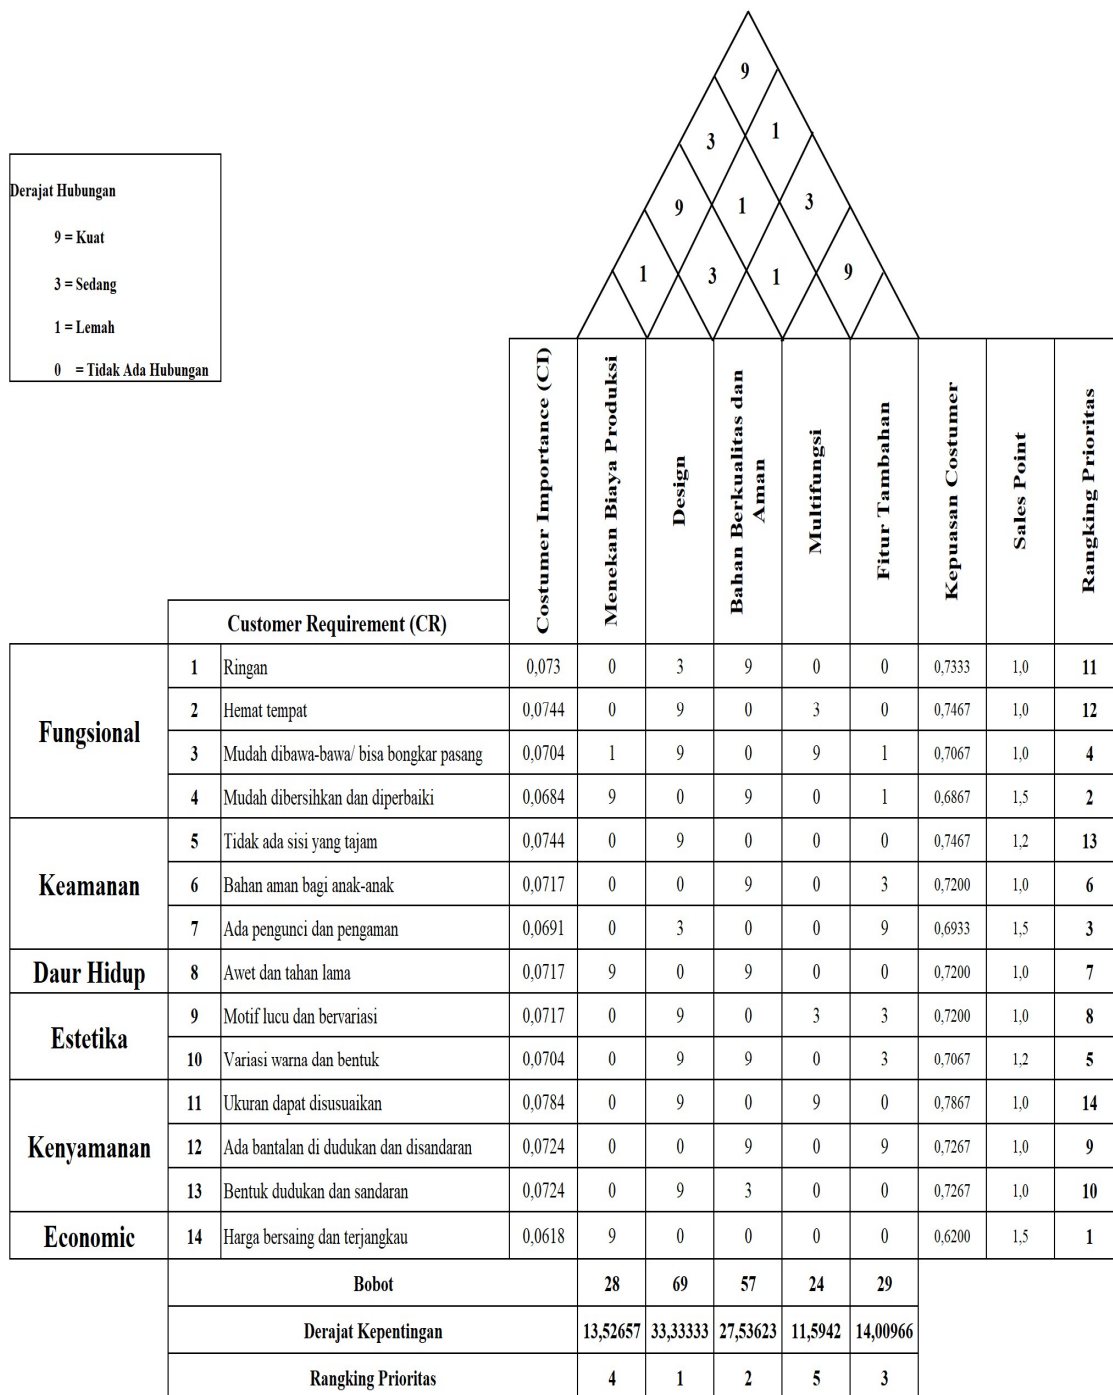 9
3 1
9 1 3
1 3 1 9
Derajat Hubungan
9 = Kuat
3 = Sedang
1 = Lemah
0 = Tidak Ada Hubungan
Customer Requirement (CR)
Costumer Importance (CI)
Menekan Biaya Produksi
Design
Bahan Berkualitas dan
Aman
Multifungsi
Fitur Tambahan
Kepuasan Costumer
Sales Point
Rangking Prioritas
Fungsional
1 Ringan 0,073 0 3 9 0 0 0,7333 1,0 11
2 Hemat tempat 0,0744 0 9 0 3 0 0,7467 1,0 12
3 Mudah dibawa-bawa/ bisa bongkar pasang 0,0704 1 9 0 9 1 0,7067 1,0 4
4 Mudah dibersihkan dan diperbaiki 0,0684 9 0 9 0 1 0,6867 1,5 2
Keamanan
5 Tidak ada sisi yang tajam 0,0744 0 9 0 0 0 0,7467 1,2 13
6 Bahan aman bagi anak-anak 0,0717 0 0 9 0 3 0,7200 1,0 6
7 Ada pengunci dan pengaman 0,0691 0 3 0 0 9 0,6933 1,5 3
Daur Hidup
8 Awet dan tahan lama 0,0717 9 0 9 0 0 0,7200 1,0 7
Estetika
9 Motif lucu dan bervariasi 0,0717 0 9 0 3 3 0,7200 1,0 8
10 Variasi warna dan bentuk 0,0704 0 9 9 0 3 0,7067 1,2 5
Kenyamanan
11 Ukuran dapat disusuaikan 0,0784 0 9 0 9 0 0,7867 1,0 14
12 Ada bantalan di dudukan dan disandaran 0,0724 0 0 9 0 9 0,7267 1,0 9
13 Bentuk dudukan dan sandaran 0,0724 0 9 3 0 0 0,7267 1,0 10
Economic
14 Harga bersaing dan terjangkau 0,0618 9 0 0 0 0 0,6200 1,5 1
Bobot 28 69 57 24 29
Derajat Kepentingan 13,52657 33,33333 27,53623 11,5942 14,00966
Rangking Prioritas 4 1 2 5 3